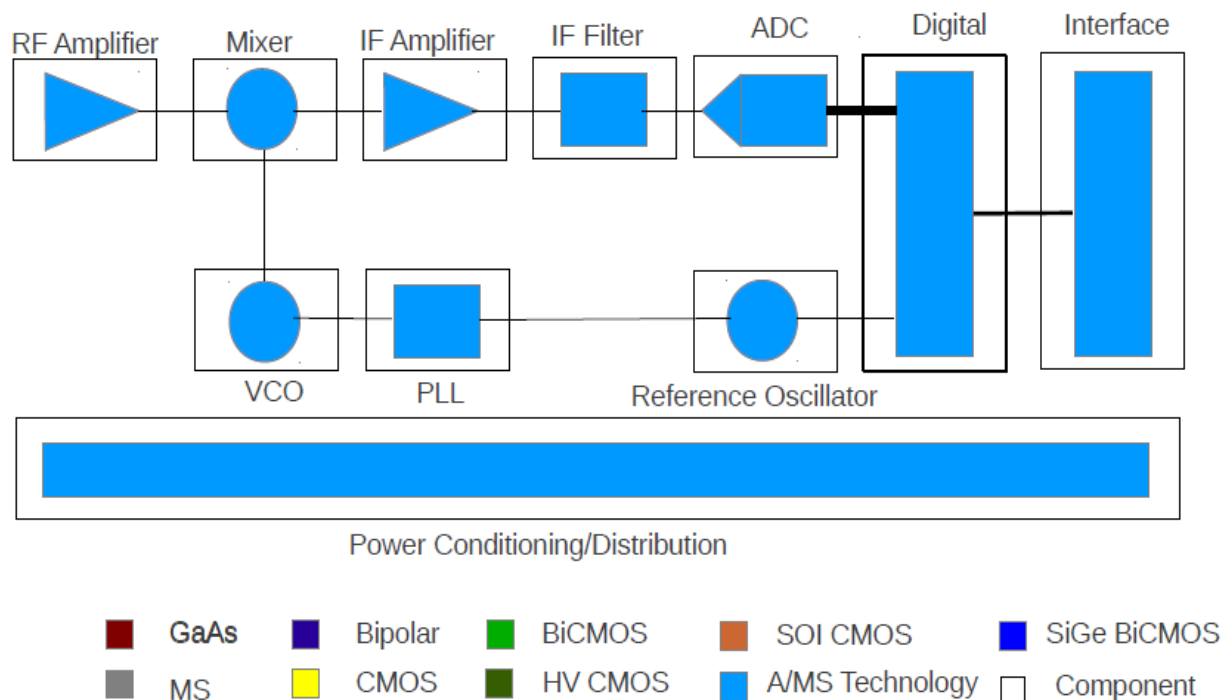 RF Amplifier
Mixer
IF Amplifier
IF Filter
ADC
Digital
Interface
VCO
PLL
Reference Oscillator
Power Conditioning/Distribution
GaAs
Bipolar
BiCMOS
SOI CMOS
SiGe BiCMOS
MS
CMOS
HV CMOS
A/MS Technology
Component